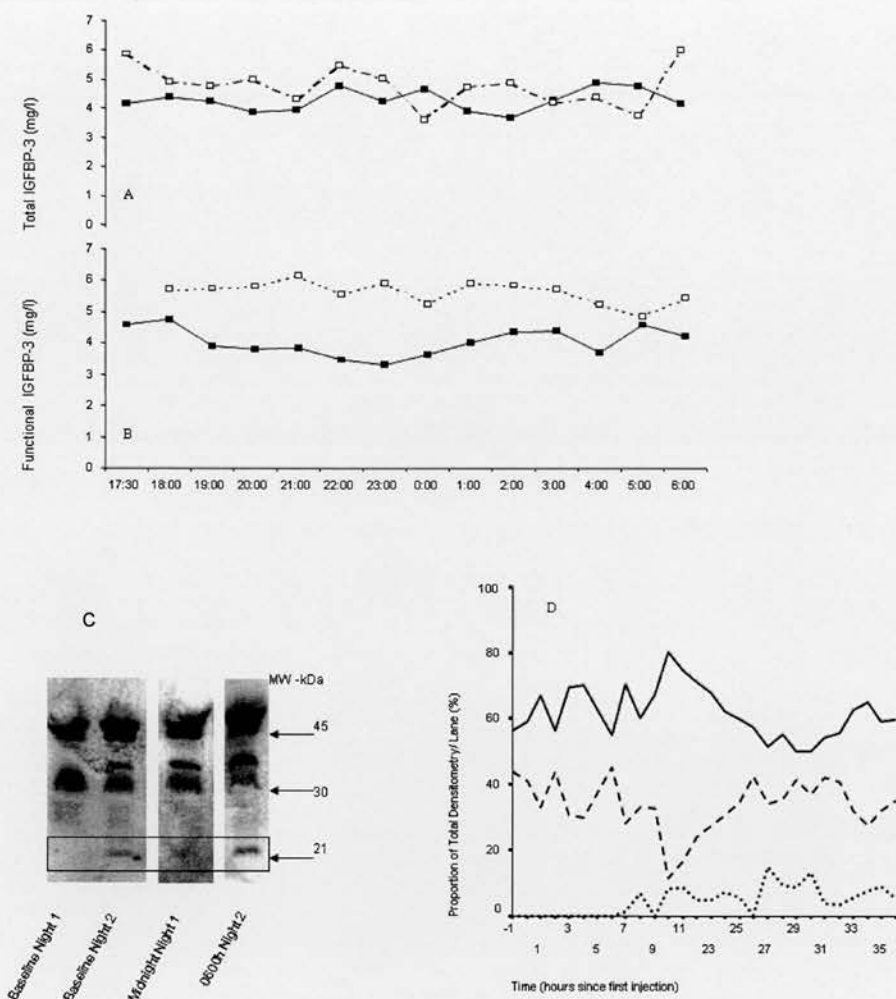 7
6
5
4
3
2
1
0
Total IGFBP-3 (mg/l)
A
7
6
5
4
3
2
1
0
Functional IGFBP-3 (mg/l)
B
17:30 18:00 19:00 20:00 21:00 22:00 23:00 0:00 1:00 2:00 3:00 4:00 5:00 6:00
C
MW -kDa
45
30
21
Baseline Night 1
Baseline Night 2
Midnight Night 1
0600h Night 2
D
100
80
60
40
20
0
Proportion of Total Densitometry/ Lane (%)
-1 3 7 11 25 29 33
1 5 9 23 27 31 35
Time (hours since first injection)